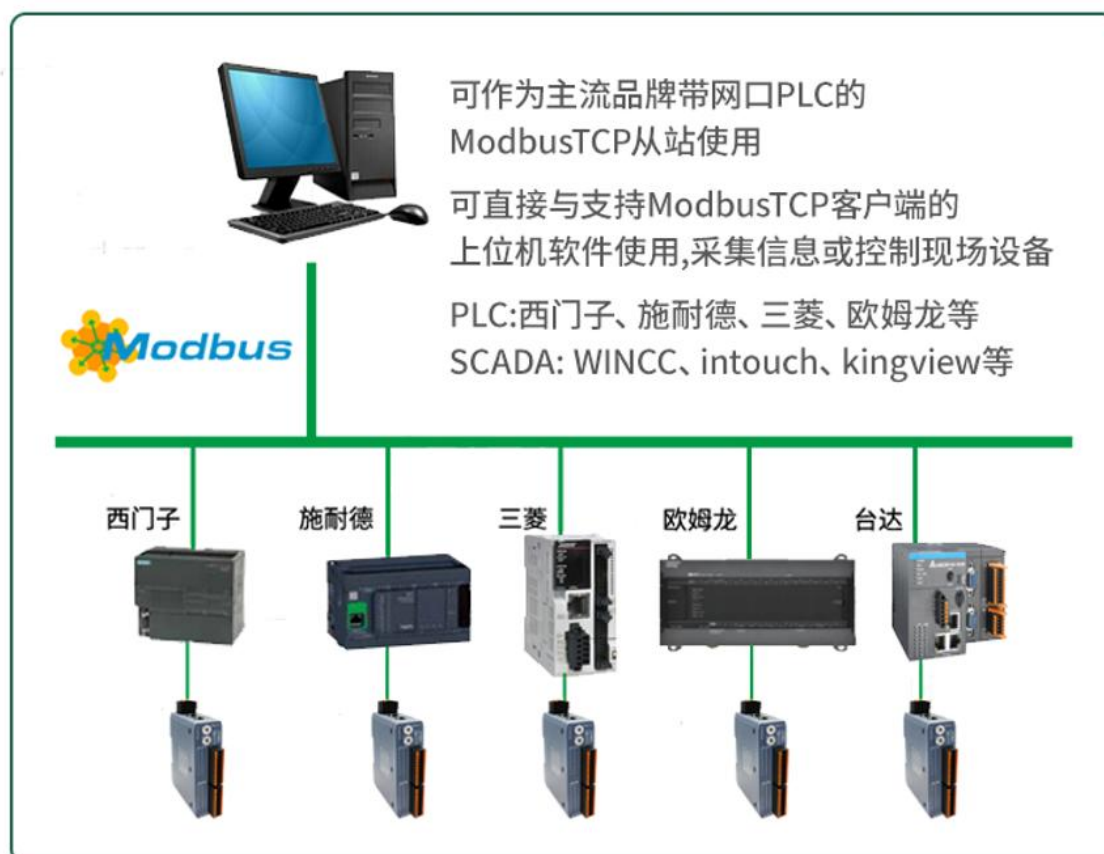 可作为主流品牌带网口PLC的
ModbusTCP从站使用
可直接与支持ModbusTCP客户端的
上位机软件使用,采集信息或控制现场设备
PLC:西门子、施耐德、三菱、欧姆龙等
SCADA: WINCC、intouch、kingview等
Modbus
西门子
施耐德
三菱
欧姆龙
台达